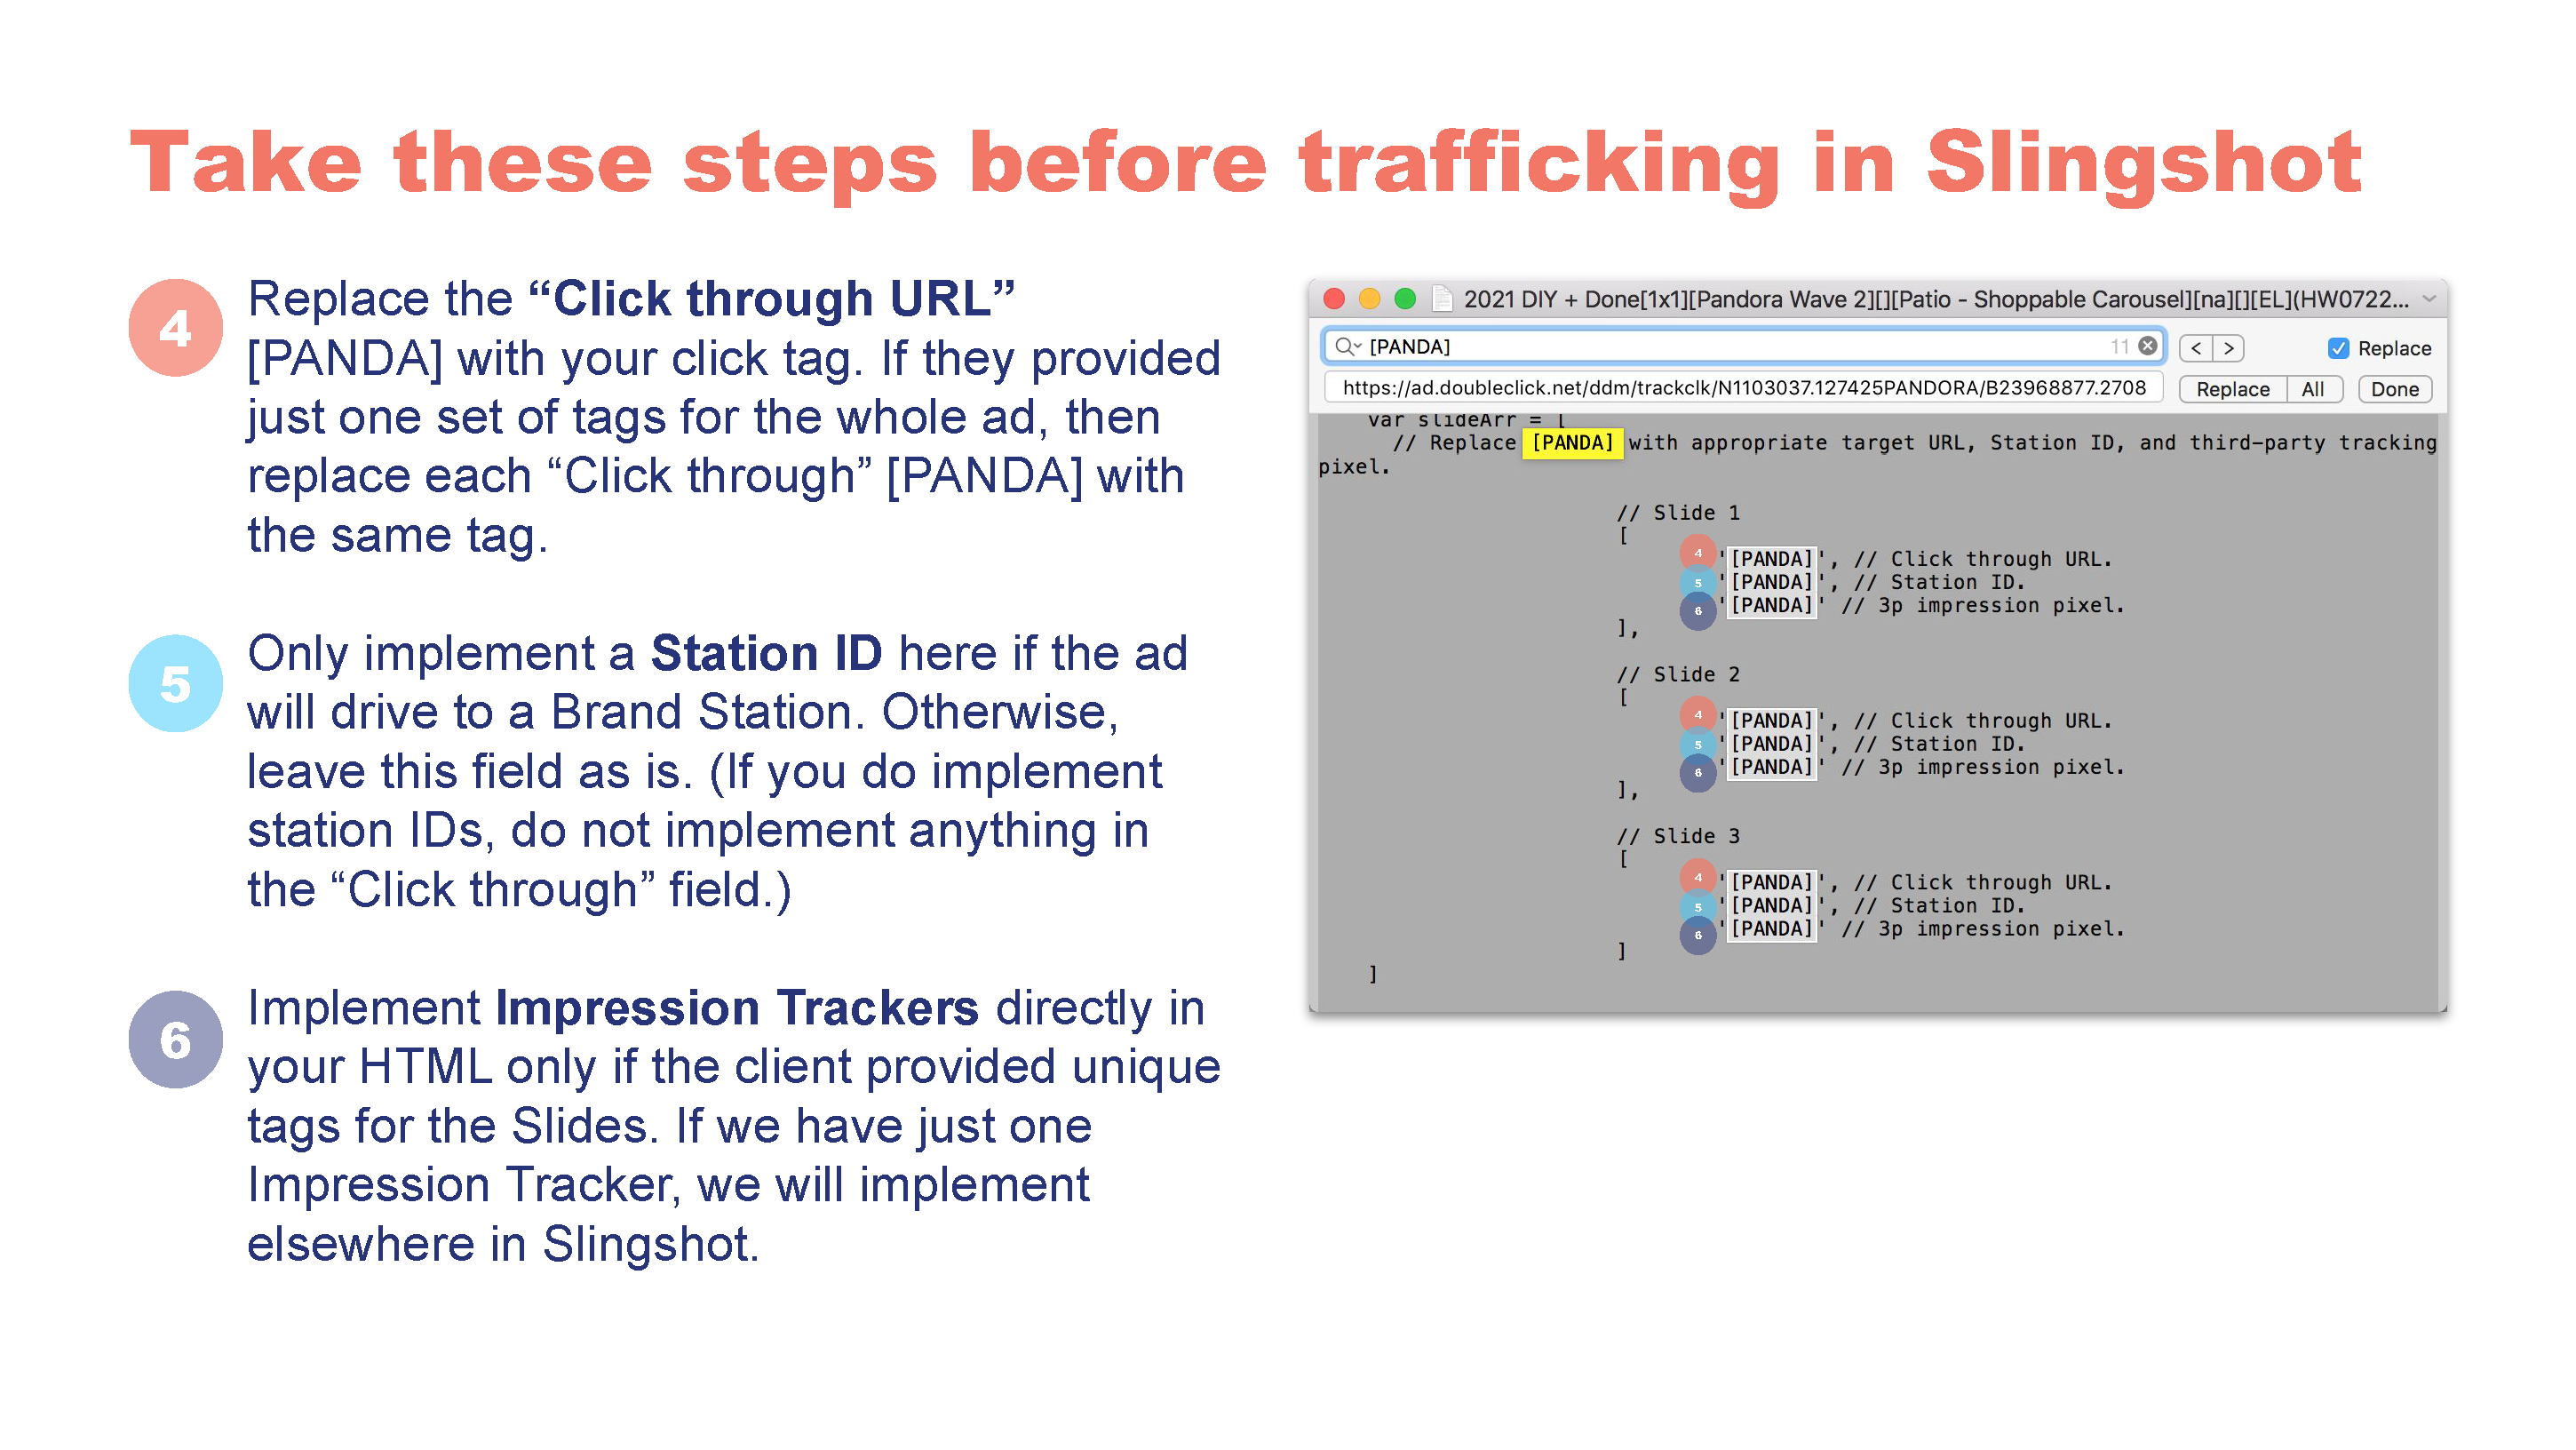 Take these steps before trafficking in Slingshot
4
Replace the “Click through URL”
[PANDA] with your click tag. If they provided
just one set of tags for the whole ad, then
replace each “Click through” [PANDA] with
the same tag.
5
Only implement a Station ID here if the ad
will drive to a Brand Station. Otherwise,
leave this field as is. (If you do implement
station IDs, do not implement anything in
the “Click through” field.)
6
Implement Impression Trackers directly in
your HTML only if the client provided unique
tags for the Slides. If we have just one
Impression Tracker, we will implement
elsewhere in Slingshot.
2021 DIY + Done[1x1][Pandora Wave 2][][Patio - Shoppable Carousel][na][][EL](HW0722...
[PANDA] 11 < > Replace
https://ad.doubleclick.net/ddm/trackclk/N1103037.127425PANDORA/B23968877.2708 Replace All Done
var slideArr = [
// Replace [PANDA] with appropriate target URL, Station ID, and third-party tracking
pixel.
// Slide 1
[
4 '[PANDA]', // Click through URL.
5 '[PANDA]', // Station ID.
6 '[PANDA]' // 3p impression pixel.
],
// Slide 2
[
4 '[PANDA]', // Click through URL.
5 '[PANDA]', // Station ID.
6 '[PANDA]' // 3p impression pixel.
],
// Slide 3
[
4 '[PANDA]', // Click through URL.
5 '[PANDA]', // Station ID.
6 '[PANDA]' // 3p impression pixel.
]
]